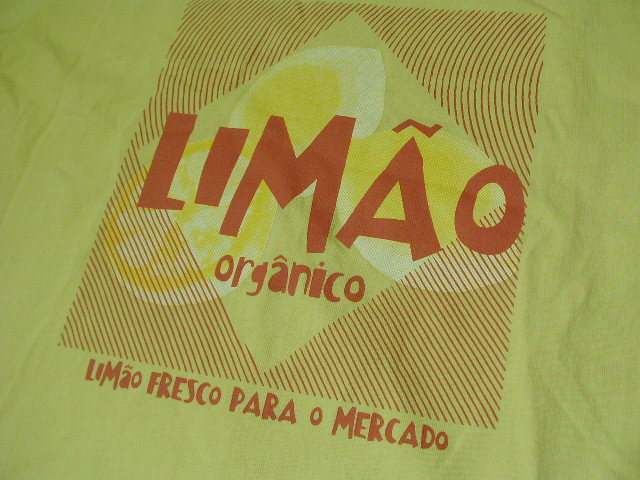 LIMÃO
orgânico
LIMão FRESCO PARA O MERCADO